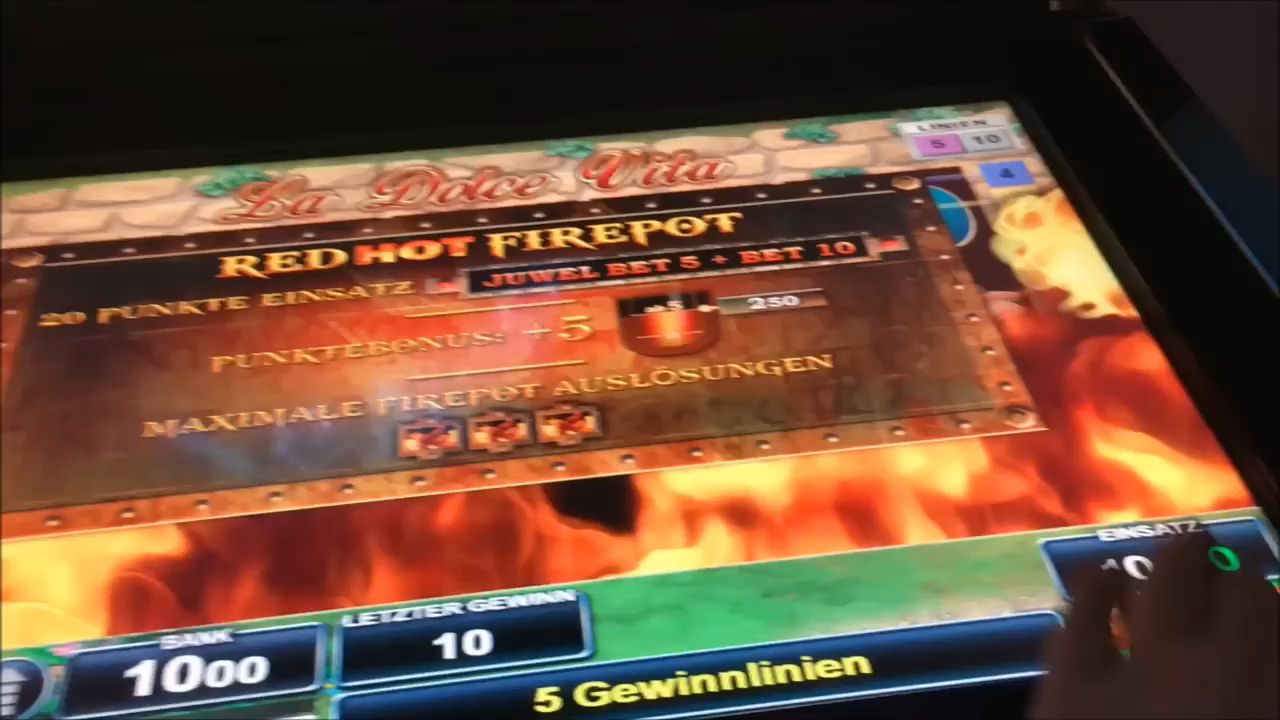 LINIEN
5 10
4
La Dolce Vita
RED HOT FIREPOT
20 PUNKTE EINSATZ
JUWEL BET 5 + BET 10
PUNKTEBONUS: +5
250
MAXIMALE FIREPOT AUSLÖSUNGEN
EINSATZ
BANK
1000
LETZTER GEWINN
10
5 Gewinnlinien